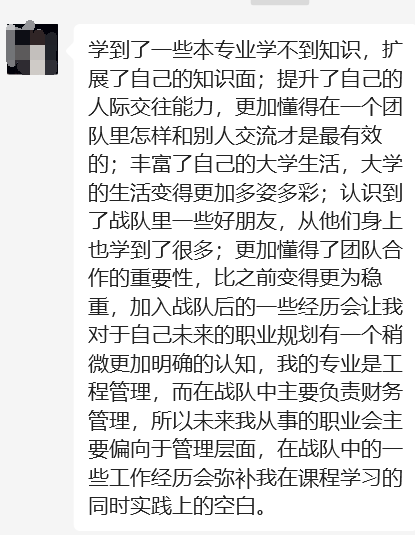 学到了一些本专业学不到知识，扩
展了自己的知识面；提升了自己的
人际交往能力，更加懂得在一个团
队里怎样和别人交流才是最有效
的；丰富了自己的大学生活，大学
的生活变得更加多姿多彩；认识到
了战队里一些好朋友，从他们身上
也学到了很多；更加懂得了团队合
作的重要性，比之前变得更为稳
重，加入战队后的一些经历会让我
对于自己未来的职业规划有一个稍
微更加明确的认知，我的专业是工
程管理，而在战队中主要负责财务
管理，所以未来我从事的职业会主
要偏向于管理层面，在战队中的一
些工作经历会弥补我在课程学习的
同时实践上的空白。